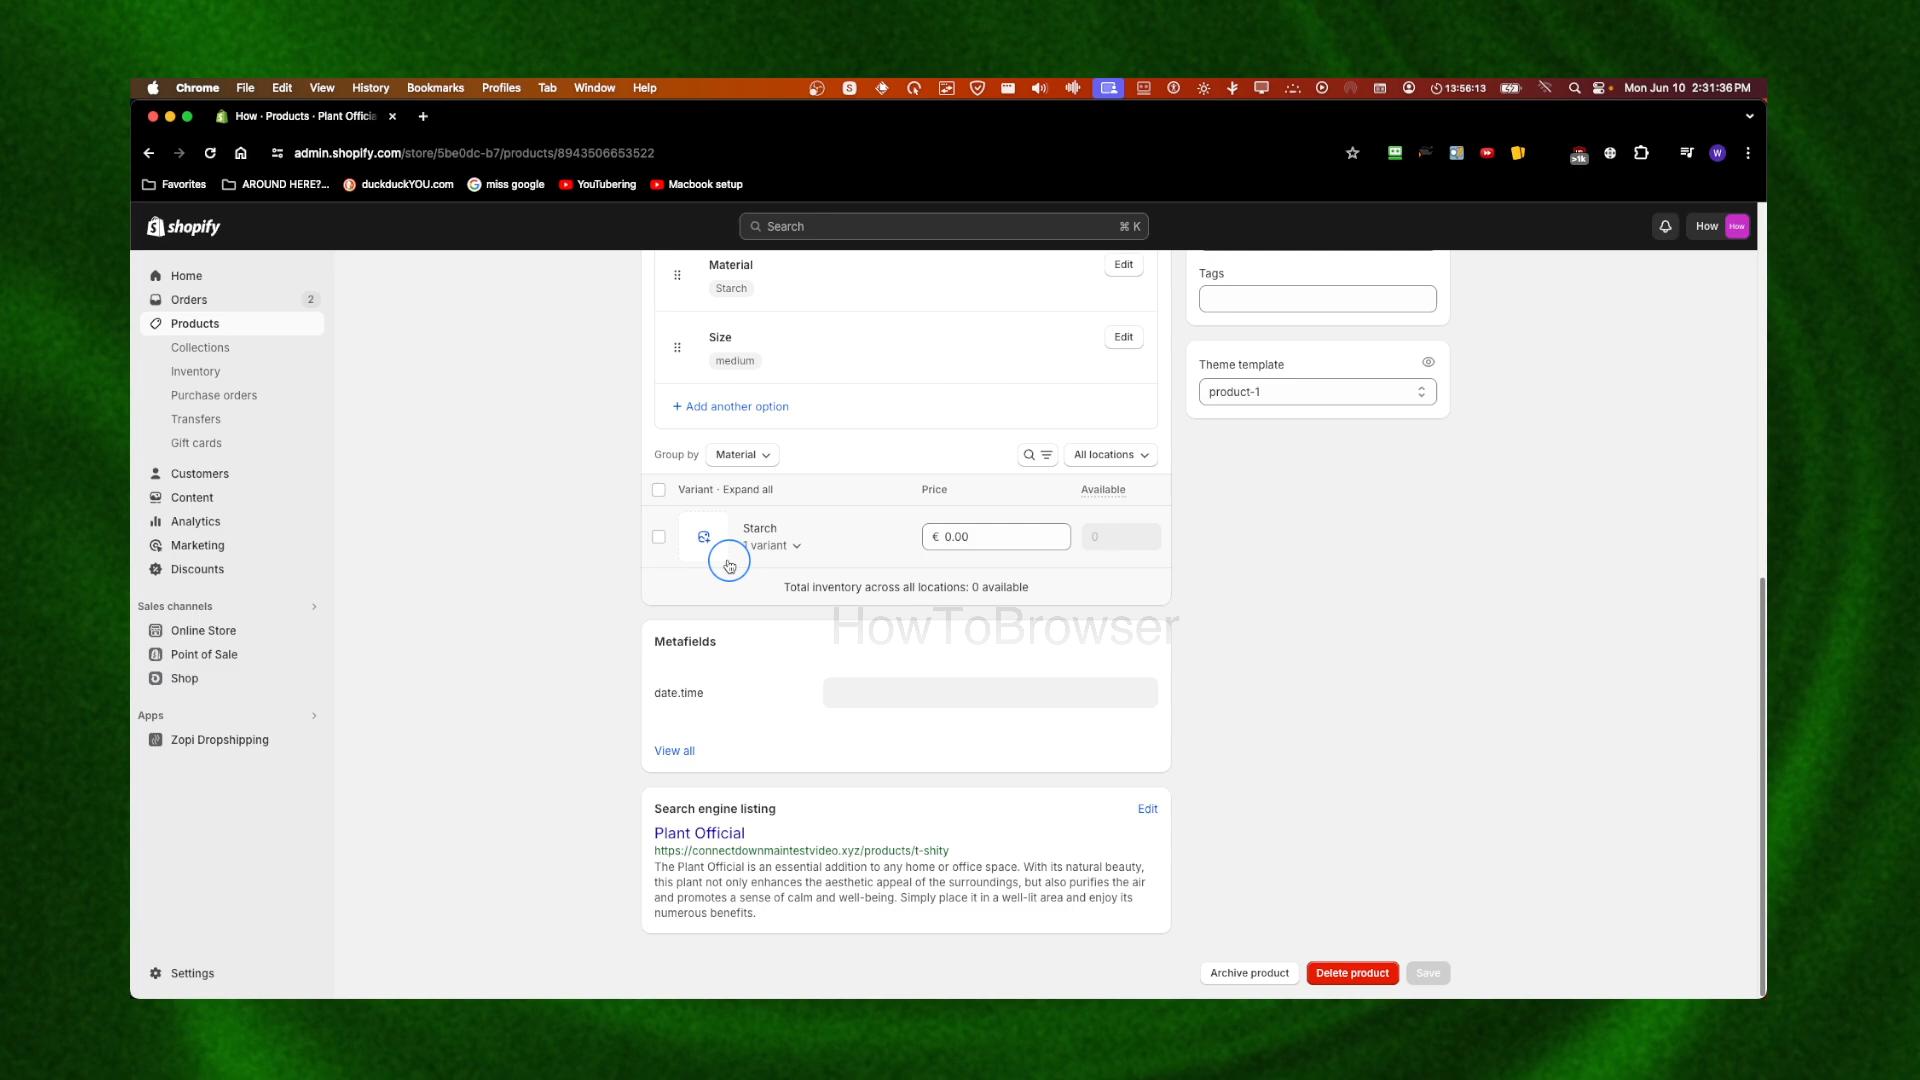 Chrome File Edit View History Bookmarks Profiles Tab Window Help 13:56:13 Mon Jun 10 2:31:36 PM
How · Products · Plant Officia
admin.shopify.com/store/5be0dc-b7/products/8943506653522 >1k W
Favorites AROUND HERE?... duckduckYOU.com miss google YouTubering Macbook setup
shopify Search ⌘ K How How
Home
Orders 2
Products
Collections
Inventory
Purchase orders
Transfers
Gift cards
Customers
Content
Analytics
Marketing
Discounts
Sales channels
Online Store
Point of Sale
Shop
Apps
Zopi Dropshipping
Settings
Material Edit
Starch
Size Edit
medium
+ Add another option
Group by Material All locations
Variant · Expand all Price Available
Starch
1 variant € 0.00 0
Total inventory across all locations: 0 available
HowToBrowser
Metafields
date.time
View all
Search engine listing Edit
Plant Official
https://connectdownmaintestvideo.xyz/products/t-shity
The Plant Official is an essential addition to any home or office space. With its natural beauty,
this plant not only enhances the aesthetic appeal of the surroundings, but also purifies the air
and promotes a sense of calm and well-being. Simply place it in a well-lit area and enjoy its
numerous benefits.
Tags
Theme template
product-1
Archive product Delete product Save